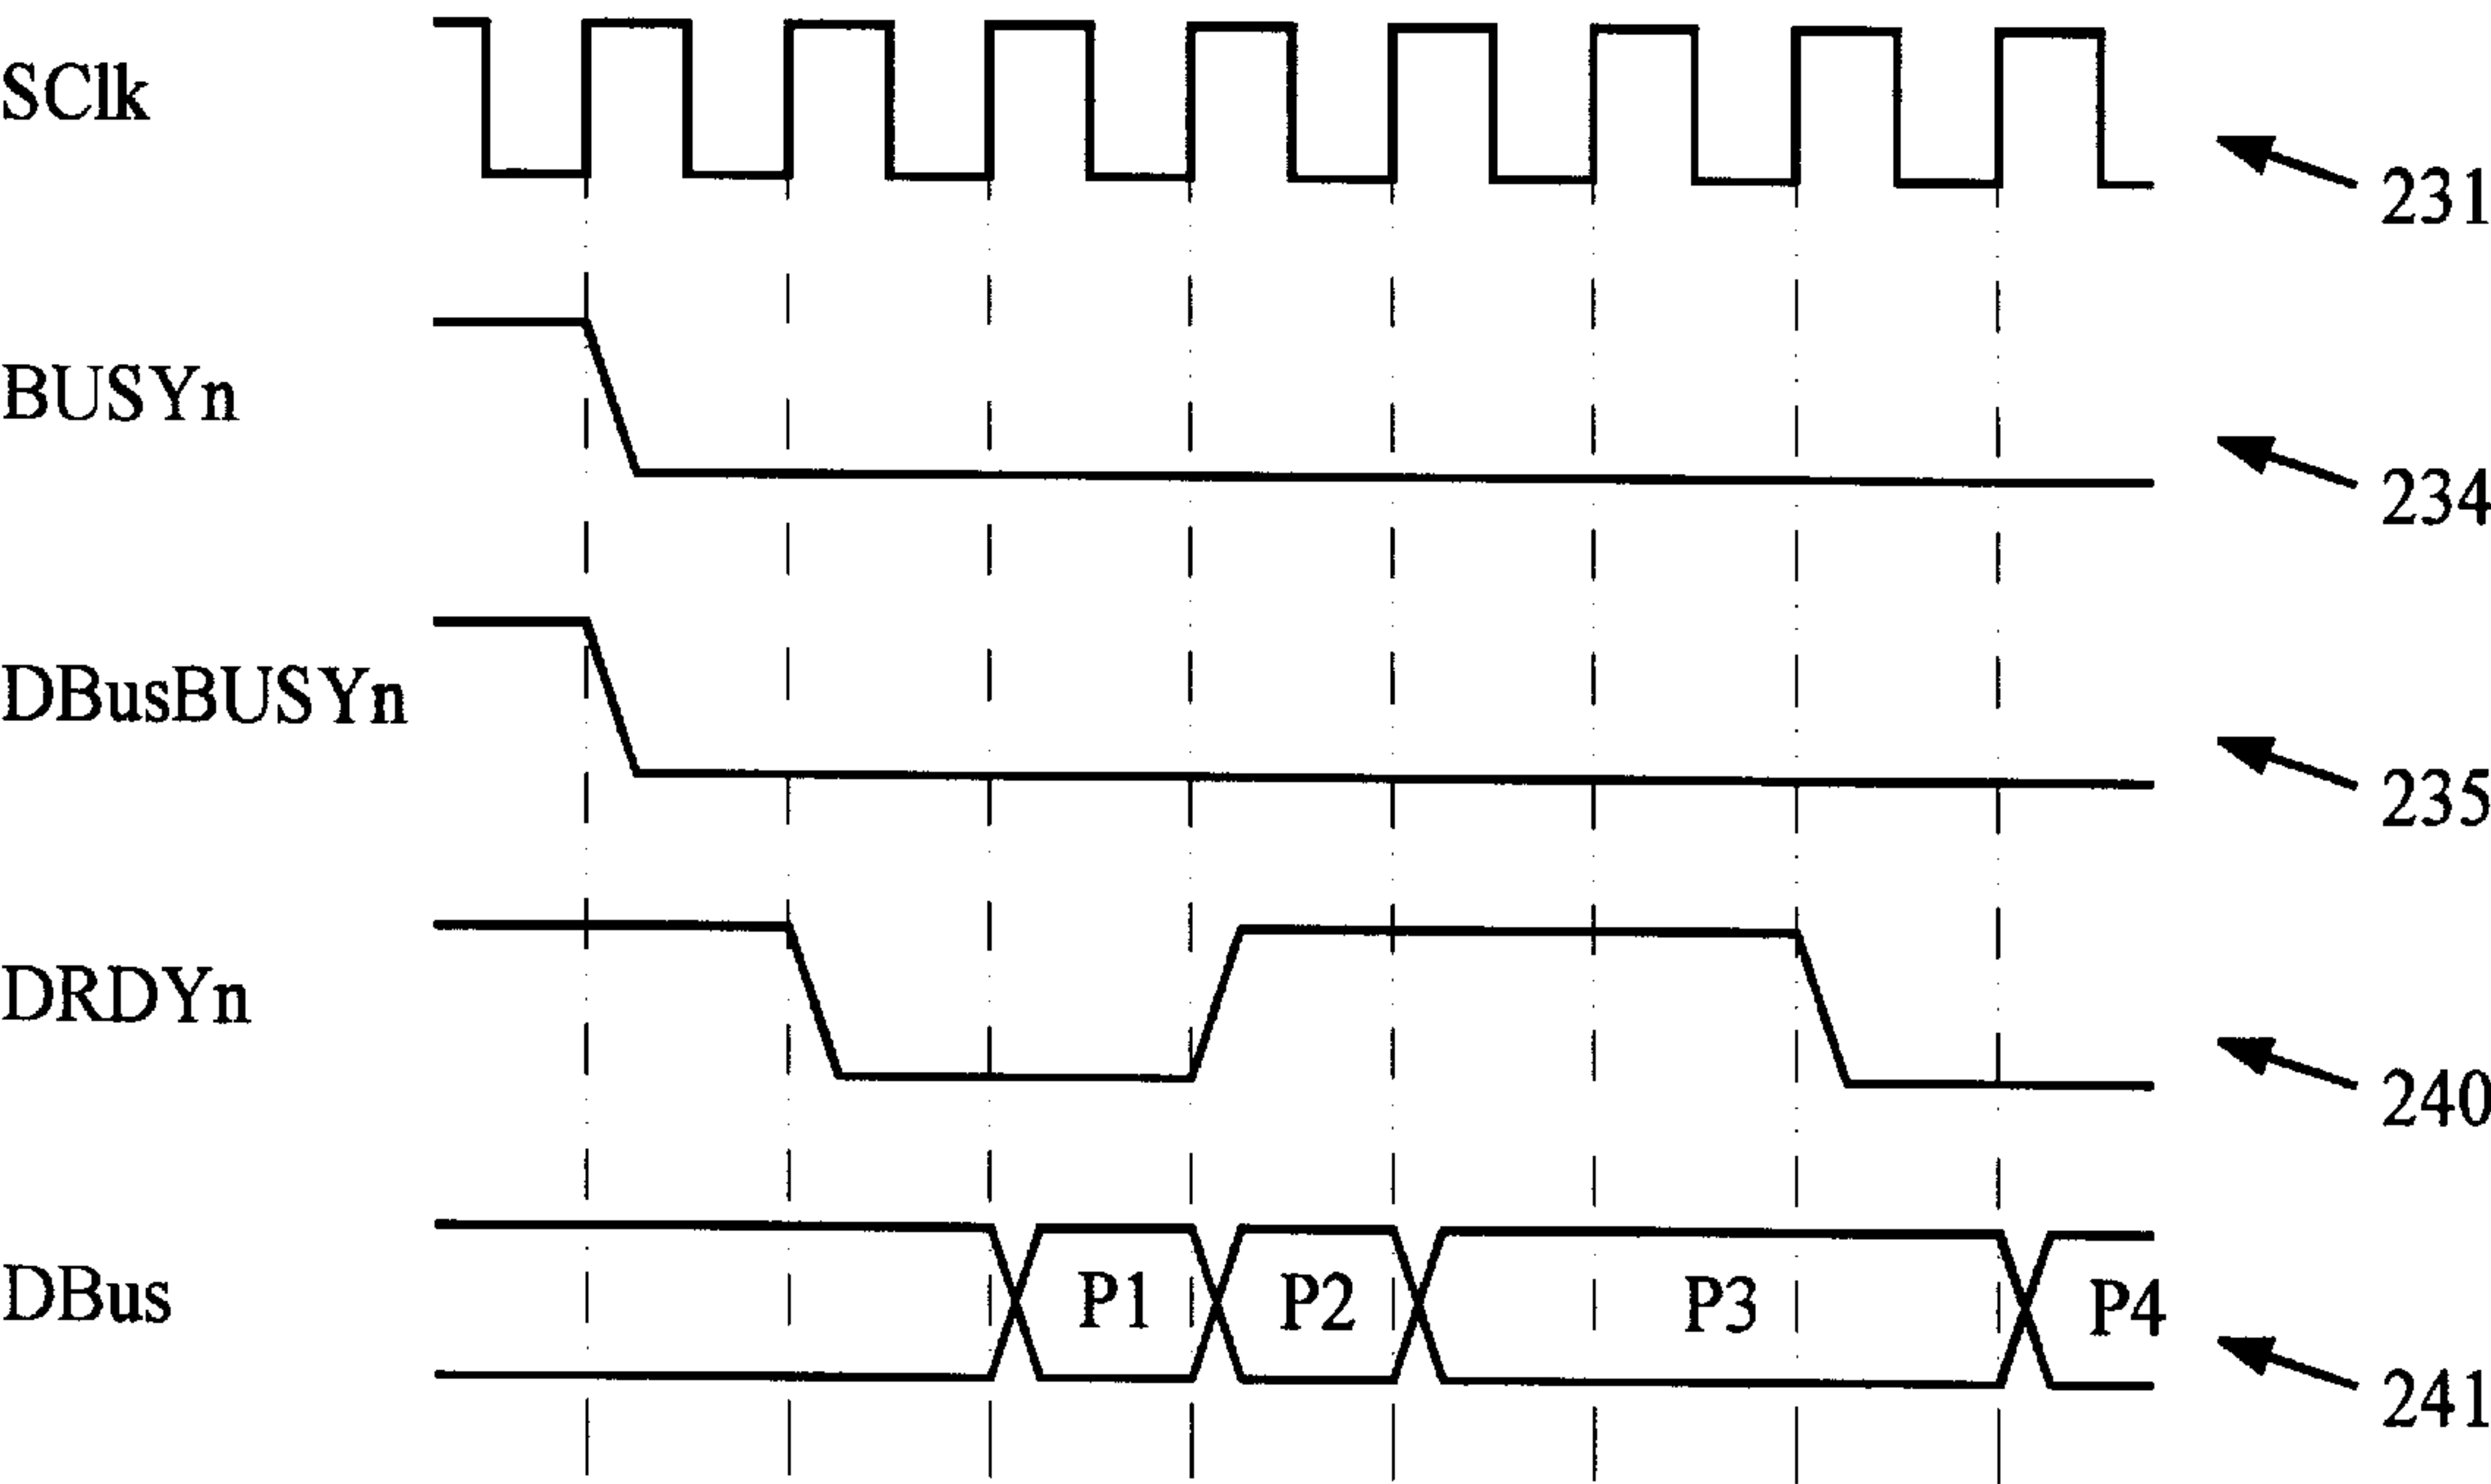 SClk
231
BUSYn
234
DBusBUSYn
235
DRDYn
240
DBus P1 P2 P3 P4
241